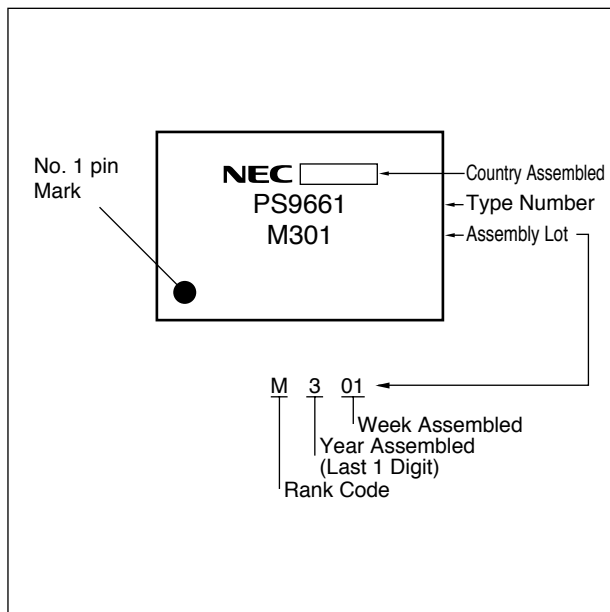 No. 1 pin
Mark
NEC
Country Assembled
PS9661
Type Number
M301
Assembly Lot
M 3 01
Week Assembled
Year Assembled
(Last 1 Digit)
Rank Code